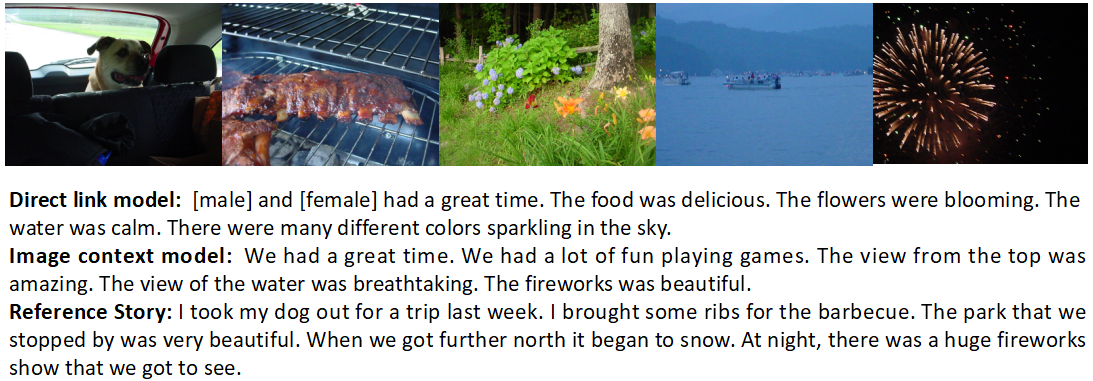 Direct link model: [male] and [female] had a great time. The food was delicious. The flowers were blooming. The
water was calm. There were many different colors sparkling in the sky.
Image context model: We had a great time. We had a lot of fun playing games. The view from the top was
amazing. The view of the water was breathtaking. The fireworks was beautiful.
Reference Story: I took my dog out for a trip last week. I brought some ribs for the barbecue. The park that we
stopped by was very beautiful. When we got further north it began to snow. At night, there was a huge fireworks
show that we got to see.